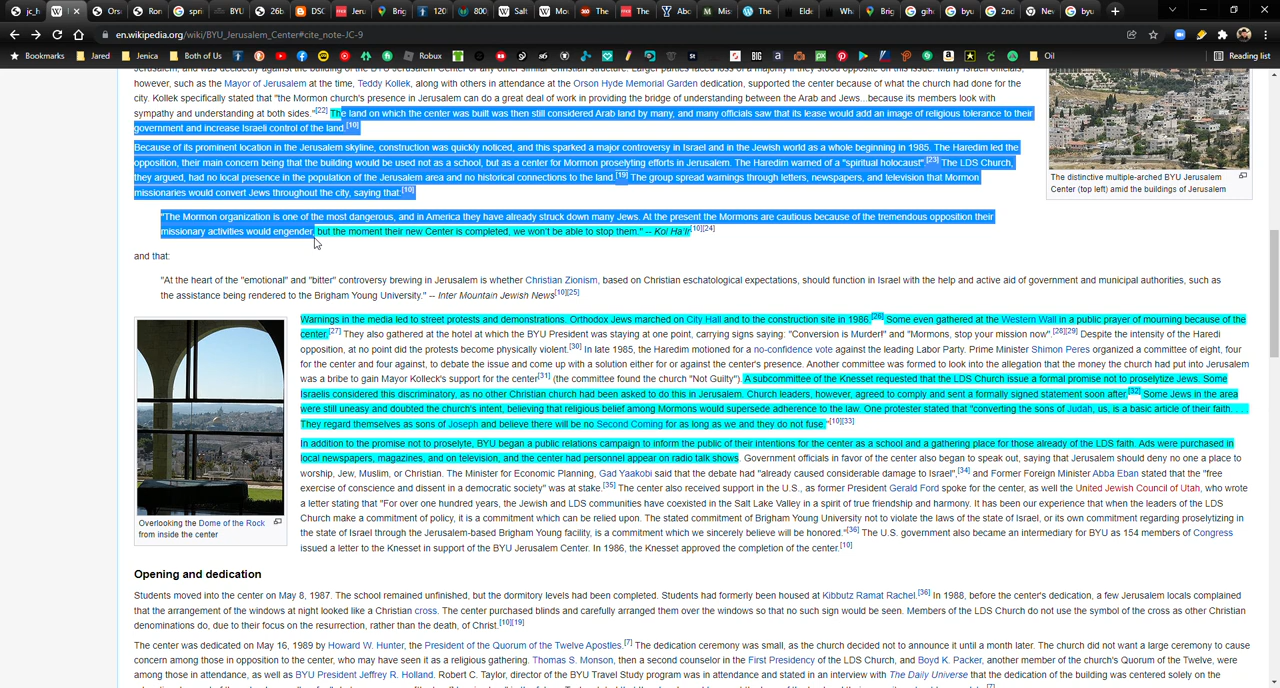 jc_h
Ors
Ron
spri
BYU
26b
DSC
Jeru
Brig
120
800
Salt
Mo
The
The
Abo
Mis
The
Eld
Wh
Brig
gih
byu
2nd
Nev
byu
en.wikipedia.org/wiki/BYU_Jerusalem_Center#cite_note-JC-9
Bookmarks
Jared
Jenica
Both of Us
Robux
BIG
Oil
Reading list
however, such as the Mayor of Jerusalem at the time, Teddy Kollek, along with others in attendance at the Orson Hyde Memorial Garden dedication, supported the center because of what the church had done for the
city. Kollek specifically stated that "the Mormon church's presence in Jerusalem can do a great deal of work in providing the bridge of understanding between the Arab and Jews...because its members look with
sympathy and understanding at both sides."[22] The land on which the center was built was then still considered Arab land by many, and many officials saw that its lease would add an image of religious tolerance to their
government and increase Israeli control of the land.[10]
Because of its prominent location in the Jerusalem skyline, construction was quickly noticed, and this sparked a major controversy in Israel and in the Jewish world as a whole beginning in 1985. The Haredim led the
opposition, their main concern being that the building would be used not as a school, but as a center for Mormon proselyting efforts in Jerusalem. The Haredim warned of a "spiritual holocaust".[23] The LDS Church,
they argued, had no local presence in the population of the Jerusalem area and no historical connections to the land.[19] The group spread warnings through letters, newspapers, and television that Mormon
missionaries would convert Jews throughout the city, saying that:[10]
"The Mormon organization is one of the most dangerous, and in America they have already struck down many Jews. At the present the Mormons are cautious because of the tremendous opposition their
missionary activities would engender, but the moment their new Center is completed, we won't be able to stop them." -- Kol Ha'Ir[10][24]
and that:
"At the heart of the "emotional" and "bitter" controversy brewing in Jerusalem is whether Christian Zionism, based on Christian eschatological expectations, should function in Israel with the help and active aid of government and municipal authorities, such as
the assistance being rendered to the Brigham Young University." -- Inter Mountain Jewish News[10][25]
The distinctive multiple-arched BYU Jerusalem
Center (top left) amid the buildings of Jerusalem
Warnings in the media led to street protests and demonstrations. Orthodox Jews marched on City Hall and to the construction site in 1986.[26] Some even gathered at the Western Wall in a public prayer of mourning because of the
center.[27] They also gathered at the hotel at which the BYU President was staying at one point, carrying signs saying: "Conversion is Murder!" and "Mormons, stop your mission now".[28][29] Despite the intensity of the Haredi
opposition, at no point did the protests become physically violent.[30] In late 1985, the Haredim motioned for a no-confidence vote against the leading Labor Party. Prime Minister Shimon Peres organized a committee of eight, four
for the center and four against, to debate the issue and come up with a solution either for or against the center's presence. Another committee was formed to look into the allegation that the money the church had put into Jerusalem
was a bribe to gain Mayor Kolleck's support for the center[31] (the committee found the church "Not Guilty"). A subcommittee of the Knesset requested that the LDS Church issue a formal promise not to proselytize Jews. Some
Israelis considered this discriminatory, as no other Christian church had been asked to do this in Jerusalem. Church leaders, however, agreed to comply and sent a formally signed statement soon after.[32] Some Jews in the area
were still uneasy and doubted the church's intent, believing that religious belief among Mormons would supersede adherence to the law. One protester stated that "converting the sons of Judah, us, is a basic article of their faith. . . .
They regard themselves as sons of Joseph and believe there will be no Second Coming for as long as we and they do not fuse."[10][33]
In addition to the promise not to proselyte, BYU began a public relations campaign to inform the public of their intentions for the center as a school and a gathering place for those already of the LDS faith. Ads were purchased in
local newspapers, magazines, and on television, and the center had personnel appear on radio talk shows. Government officials in favor of the center also began to speak out, saying that Jerusalem should deny no one a place to
worship, Jew, Muslim, or Christian. The Minister for Economic Planning, Gad Yaakobi said that the debate had "already caused considerable damage to Israel",[34] and Former Foreign Minister Abba Eban stated that the "free
exercise of conscience and dissent in a democratic society" was at stake.[35] The center also received support in the U.S., as former President Gerald Ford spoke for the center, as well the United Jewish Council of Utah, who wrote
a letter stating that "For over one hundred years, the Jewish and LDS communities have coexisted in the Salt Lake Valley in a spirit of true friendship and harmony. It has been our experience that when the leaders of the LDS
Church make a commitment of policy, it is a commitment which can be relied upon. The stated commitment of Brigham Young University not to violate the laws of the state of Israel, or its own commitment regarding proselytizing in
the state of Israel through the Jerusalem-based Brigham Young facility, is a commitment which we sincerely believe will be honored."[36] The U.S. government also became an intermediary for BYU as 154 members of Congress
issued a letter to the Knesset in support of the BYU Jerusalem Center. In 1986, the Knesset approved the completion of the center.[10]
Overlooking the Dome of the Rock
from inside the center
Opening and dedication
Students moved into the center on May 8, 1987. The school remained unfinished, but the dormitory levels had been completed. Students had formerly been housed at Kibbutz Ramat Rachel.[36] In 1988, before the center's dedication, a few Jerusalem locals complained
that the arrangement of the windows at night looked like a Christian cross. The center purchased blinds and carefully arranged them over the windows so that no such sign would be seen. Members of the LDS Church do not use the symbol of the cross as other Christian
denominations do, due to their focus on the resurrection, rather than the death, of Christ.[10][19]
The center was dedicated on May 16, 1989 by Howard W. Hunter, the President of the Quorum of the Twelve Apostles.[7] The dedication ceremony was small, as the church decided not to announce it until a month later. The church did not want a large ceremony to cause
concern among those in opposition to the center, who may have seen it as a religious gathering. Thomas S. Monson, then a second counselor in the First Presidency of the LDS Church, and Boyd K. Packer, another member of the church's Quorum of the Twelve, were
among those in attendance, as well as BYU President Jeffrey R. Holland. Robert C. Taylor, director of the BYU Travel Study program was in attendance and stated in an interview with The Daily Universe that the dedication of the building was centered solely on the